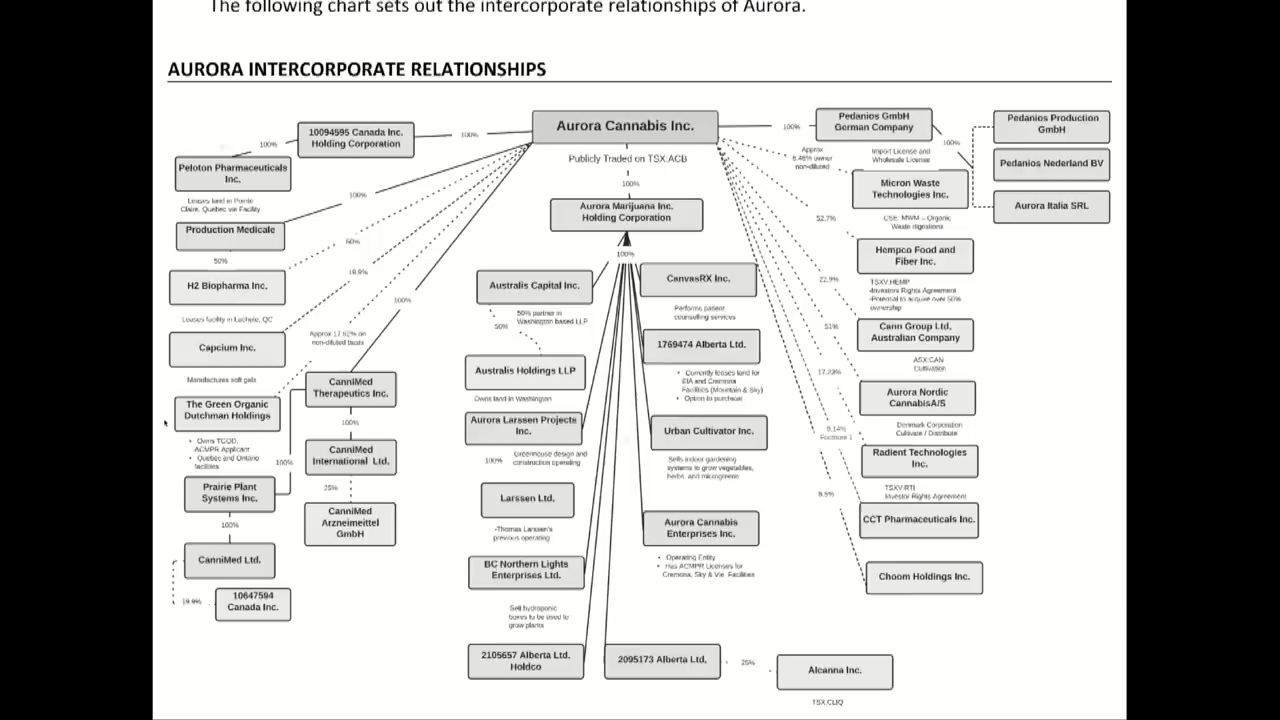 The following chart sets out the intercorporate relationships of Aurora.
AURORA INTERCORPORATE RELATIONSHIPS
Aurora Cannabis Inc.
Publicly Traded on TSX:ACB
100%
Aurora Marijuana Inc.
Holding Corporation
100%
100%
10094595 Canada Inc.
Holding Corporation
100%
Peloton Pharmaceuticals
Inc.
Leases land in Pointe
Claire, Quebec via Facility
100%
Production Medicale
50%
H2 Biopharma Inc.
Leases facility in Lachole, QC
60%
19.9%
Capcium Inc.
Manufactures soft gels
Approx 17.62% on
non-diluted basis
The Green Organic
Dutchman Holdings
• Owns TGOD,
ACMPR Applicant
• Quebec and Ontario
facilities
100%
CanniMed
Therapeutics Inc.
100%
CanniMed
International Ltd.
25%
CanniMed
Arzneimeittel
GmbH
100%
Prairie Plant
Systems Inc.
100%
CanniMed Ltd.
19.9%
10647594
Canada Inc.
Australis Capital Inc.
50% partner in
Washington based LLP
50%
Australis Holdings LLP
Owns land in Washington
Aurora Larssen Projects
Inc.
100%
Greenhouse design and
construction operating
Larssen Ltd.
-Thomas Larssen's
previous operating
BC Northern Lights
Enterprises Ltd.
Sell hydroponic
boxes to be used to
grow plants
2105657 Alberta Ltd.
Holdco
CanvasRX Inc.
Performs patient
counselling services
1769474 Alberta Ltd.
• Currently leases land for
EIA and Cremona
Facilities (Mountain & Sky)
• Option to purchase
Urban Cultivator Inc.
Sells indoor gardening
systems to grow vegetables,
herbs and microgreens
Aurora Cannabis
Enterprises Inc.
• Operating Entity
• Has ACMPR Licenses for
Cremona, Sky & Vie Facilities
2095173 Alberta Ltd.
25%
Alcanna Inc.
TSX:CLIQ
100%
Pedanios GmbH
German Company
Import License and
Wholesale License
100%
Pedanios Production
GmbH
Pedanios Nederland BV
Aurora Italia SRL
Approx
owner
non-diluted
Micron Waste
Technologies Inc.
CSE: MWM – Organic
Waste digestions
52.7%
Hempco Food and
Fiber Inc.
TSXV:HEMP
-Investors Rights Agreement
-Potential to acquire over 50%
ownership
22.9%
Cann Group Ltd,
Australian Company
ASX:CAN
Cultivation
51%
Aurora Nordic
CannabisA/S
Denmark Corporation
Cultivate / Distribute
17.23%
Radient Technologies
Inc.
TSXV:RTI
Investor Rights Agreement
9.14%
Footnote 1
CCT Pharmaceuticals Inc.
Choom Holdings Inc.